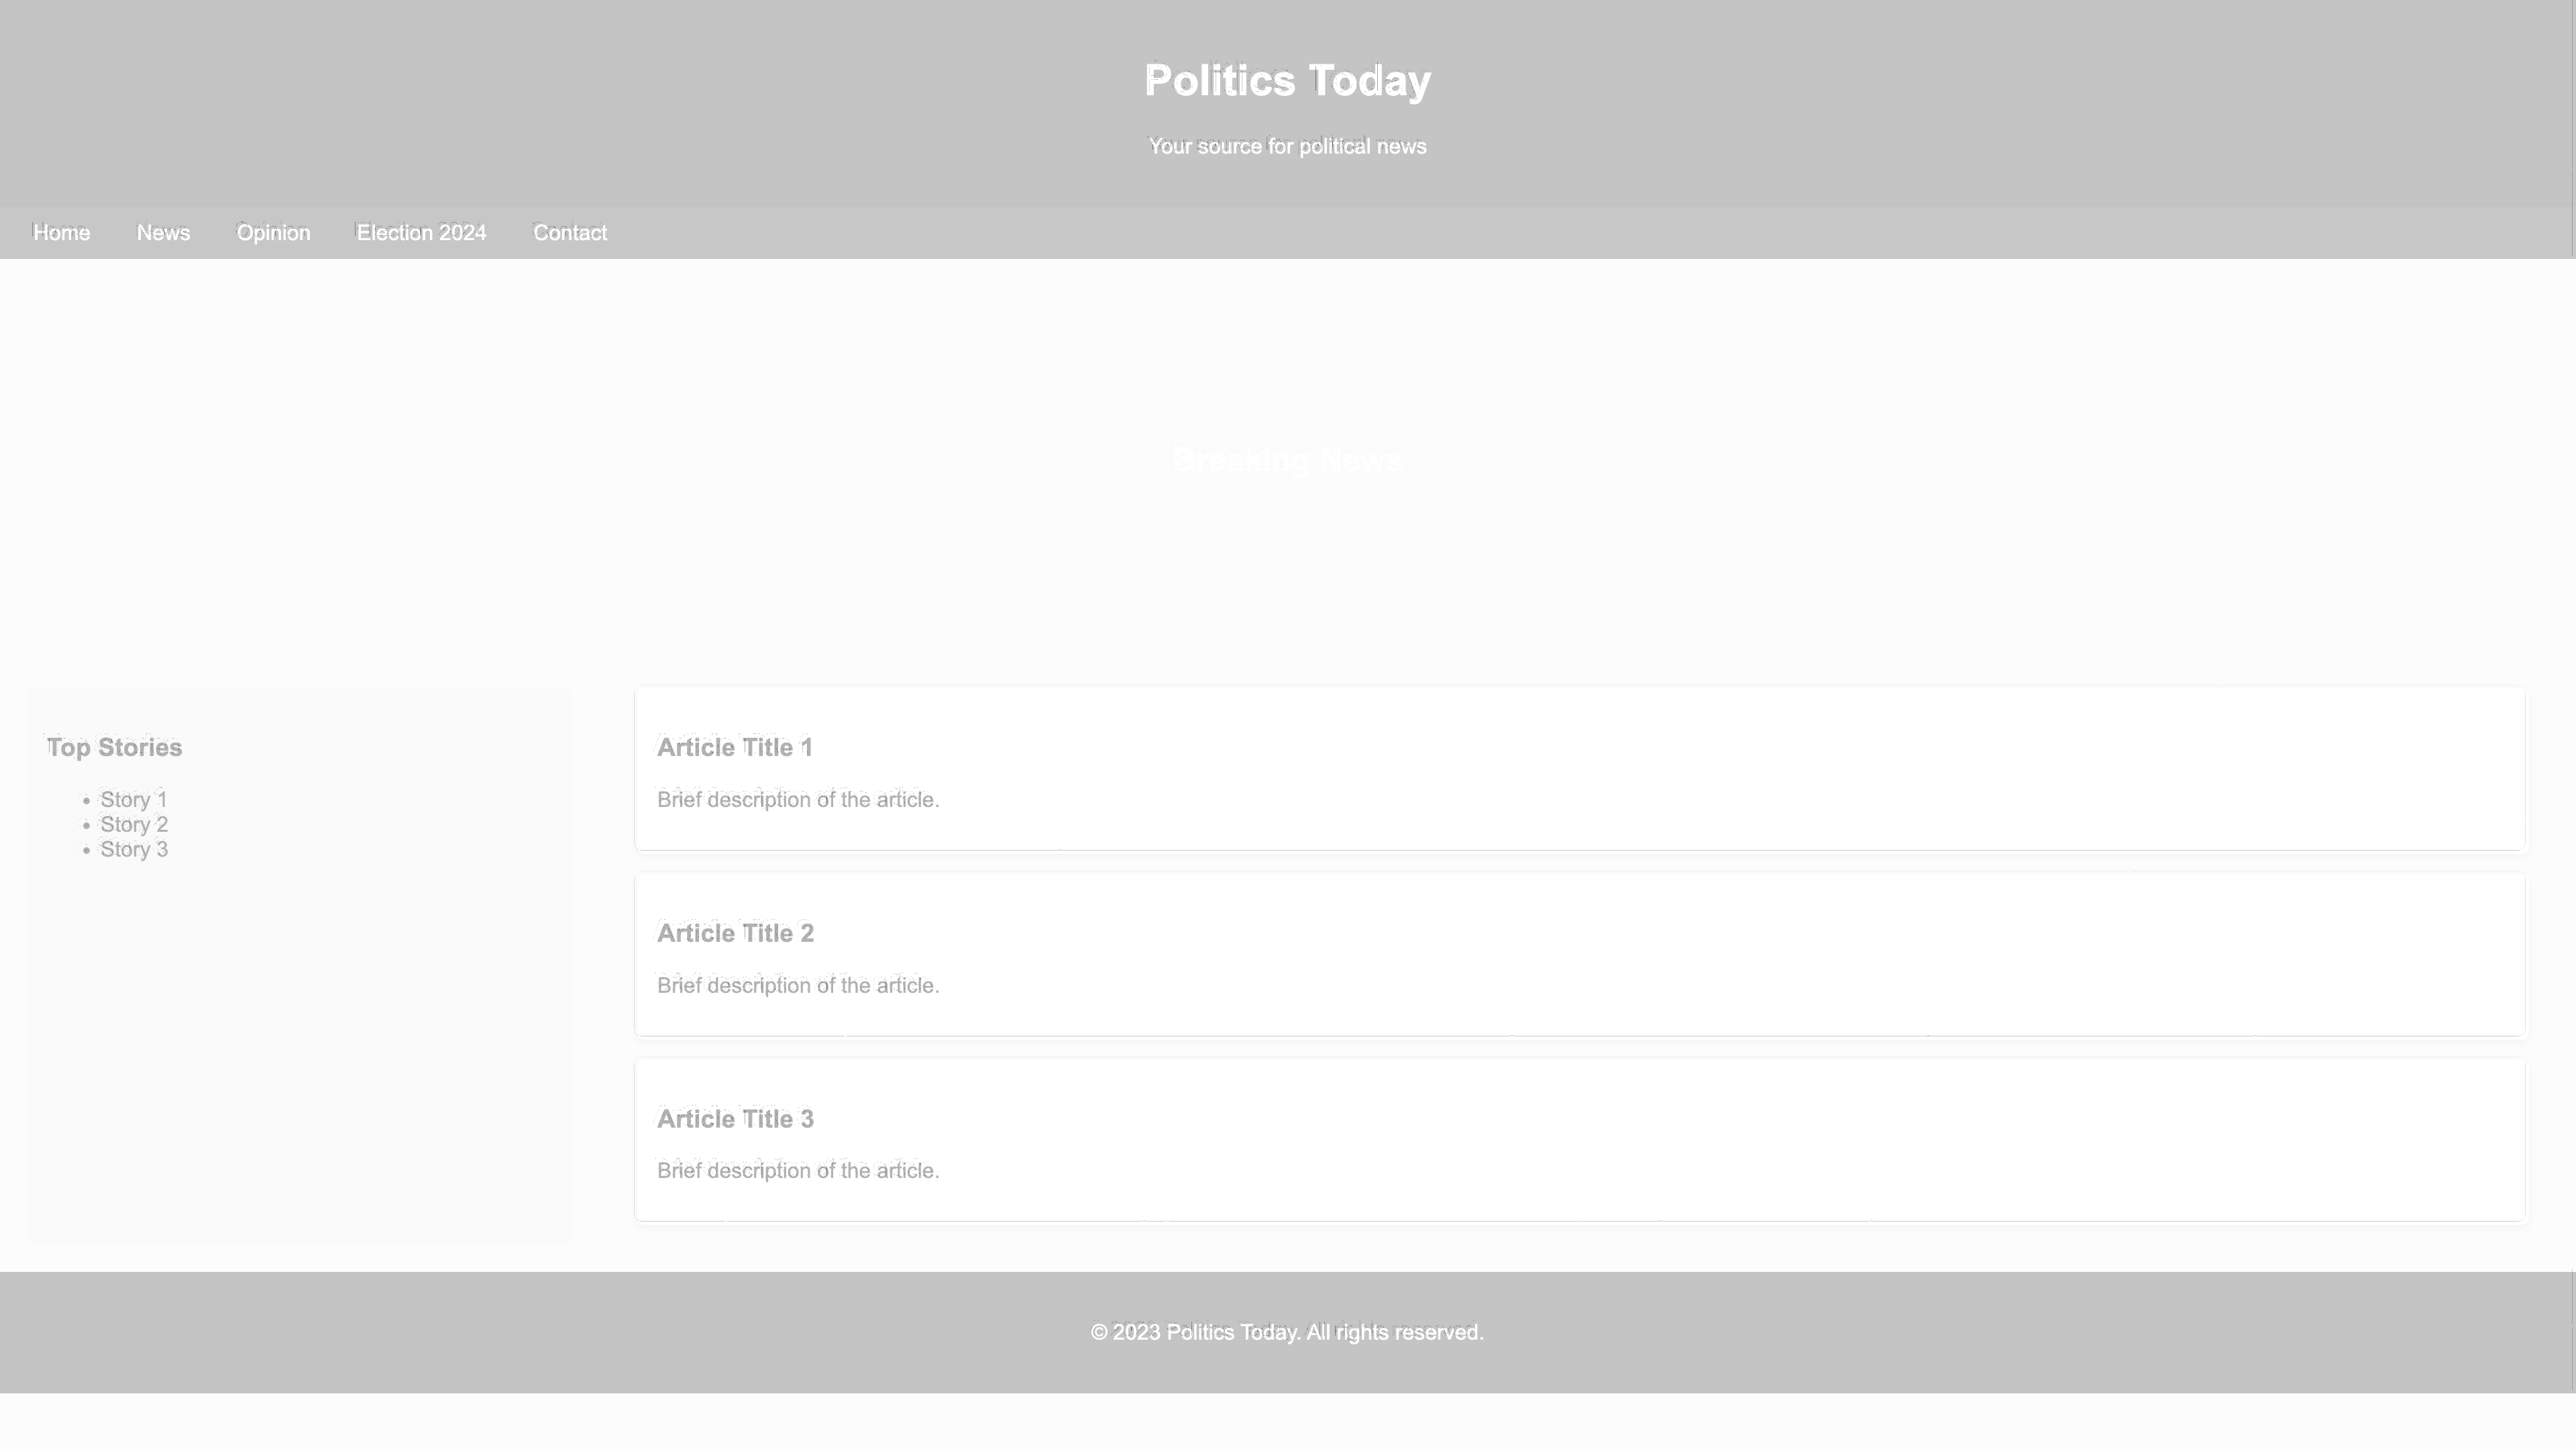 Politics Today
Your source for political news
Home News Opinion Election 2024 Contact
Breaking News
Top Stories
Story 1
Story 2
Story 3
Article Title 1
Brief description of the article.
Article Title 2
Brief description of the article.
Article Title 3
Brief description of the article.
© 2023 Politics Today. All rights reserved.